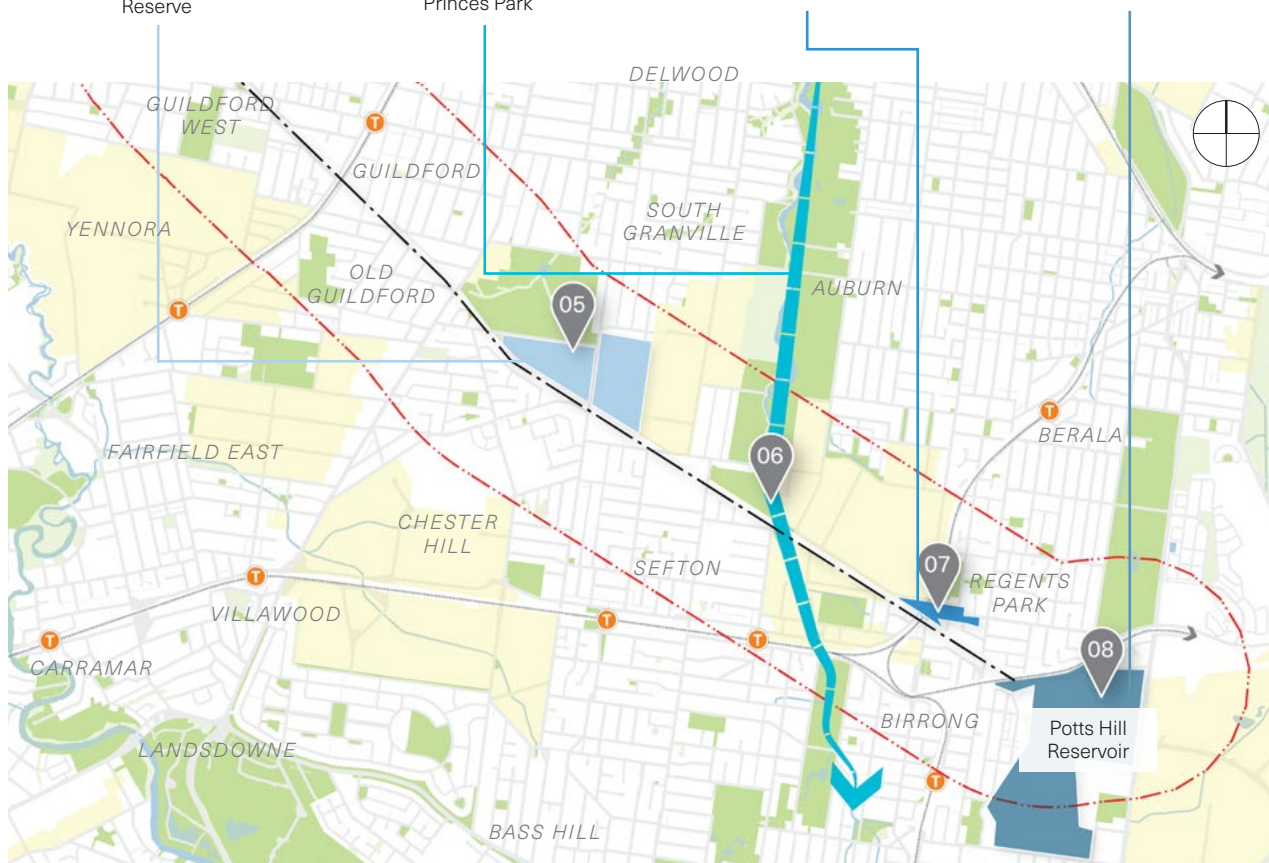 Reserve
Princes Park
DELWOOD
GUILDFORD
WEST
T
GUILDFORD
SOUTH
GRANVILLE
YENNORA
OLD
GUILDFORD
AUBURN
05
T
T
BERALA
FAIRFIELD EAST
06
CHESTER
HILL
SEFTON
07
REGENTS
PARK
T
VILLAWOOD
T
T
T
CARRAMAR
08
BIRRONG
Potts Hill
Reservoir
LANDSDOWNE
T
BASS HILL